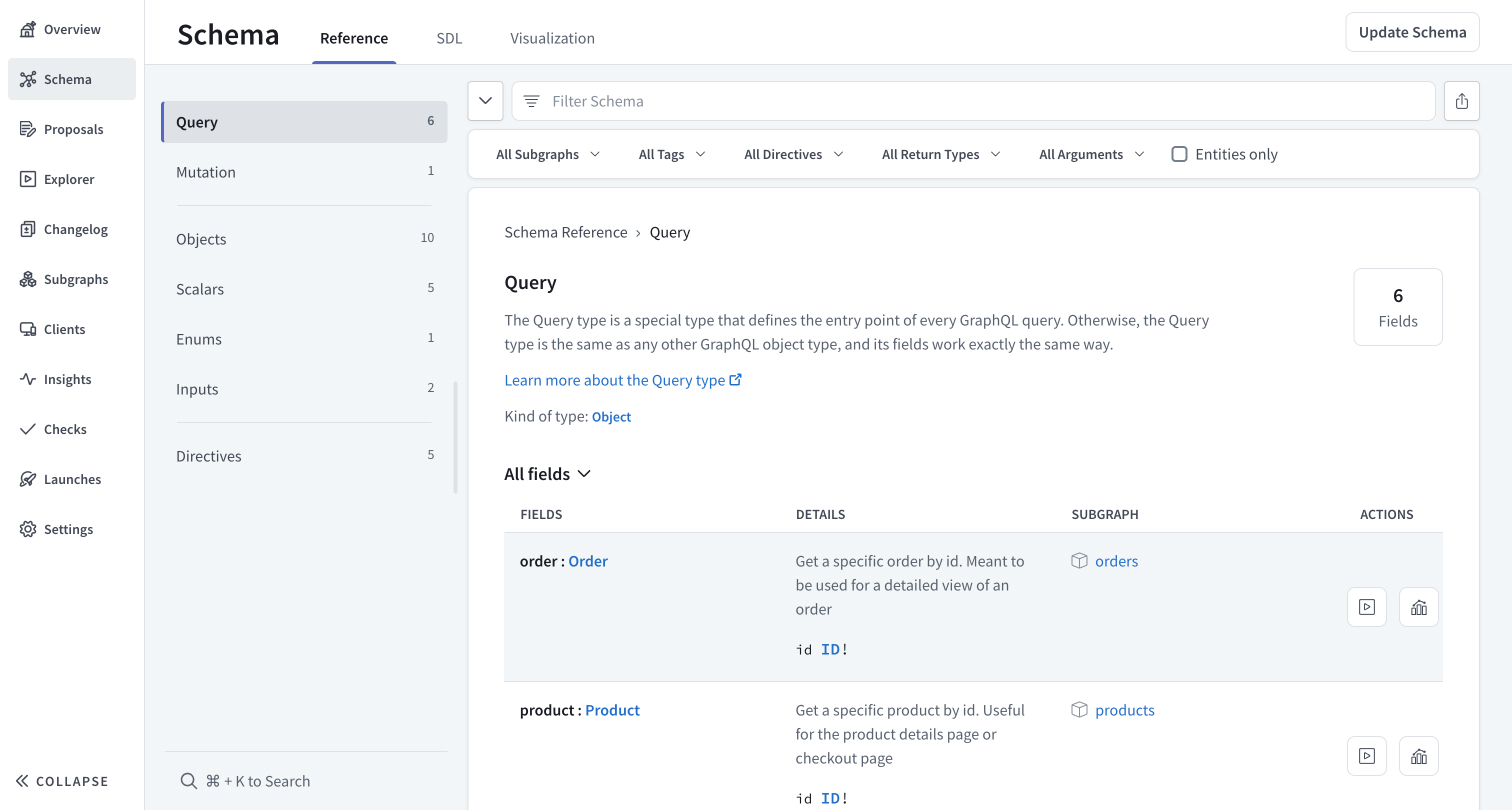 Overview
Schema
Proposals
Explorer
Changelog
Subgraphs
Clients
Insights
Checks
Launches
Settings
COLLAPSE
Schema
Reference
SDL
Visualization
Update Schema
Query 6
Mutation 1
Objects 10
Scalars 5
Enums 1
Inputs 2
Directives 5
⌘ + K to Search
Filter Schema
All Subgraphs
All Tags
All Directives
All Return Types
All Arguments
Entities only
Schema Reference › Query
Query
The Query type is a special type that defines the entry point of every GraphQL query. Otherwise, the Query
type is the same as any other GraphQL object type, and its fields work exactly the same way.
Learn more about the Query type
Kind of type: Object
6
Fields
All fields
FIELDS DETAILS SUBGRAPH ACTIONS
order : Order
Get a specific order by id. Meant to
be used for a detailed view of an
order
id ID!
orders
product : Product
Get a specific product by id. Useful
for the product details page or
checkout page
id ID!
products